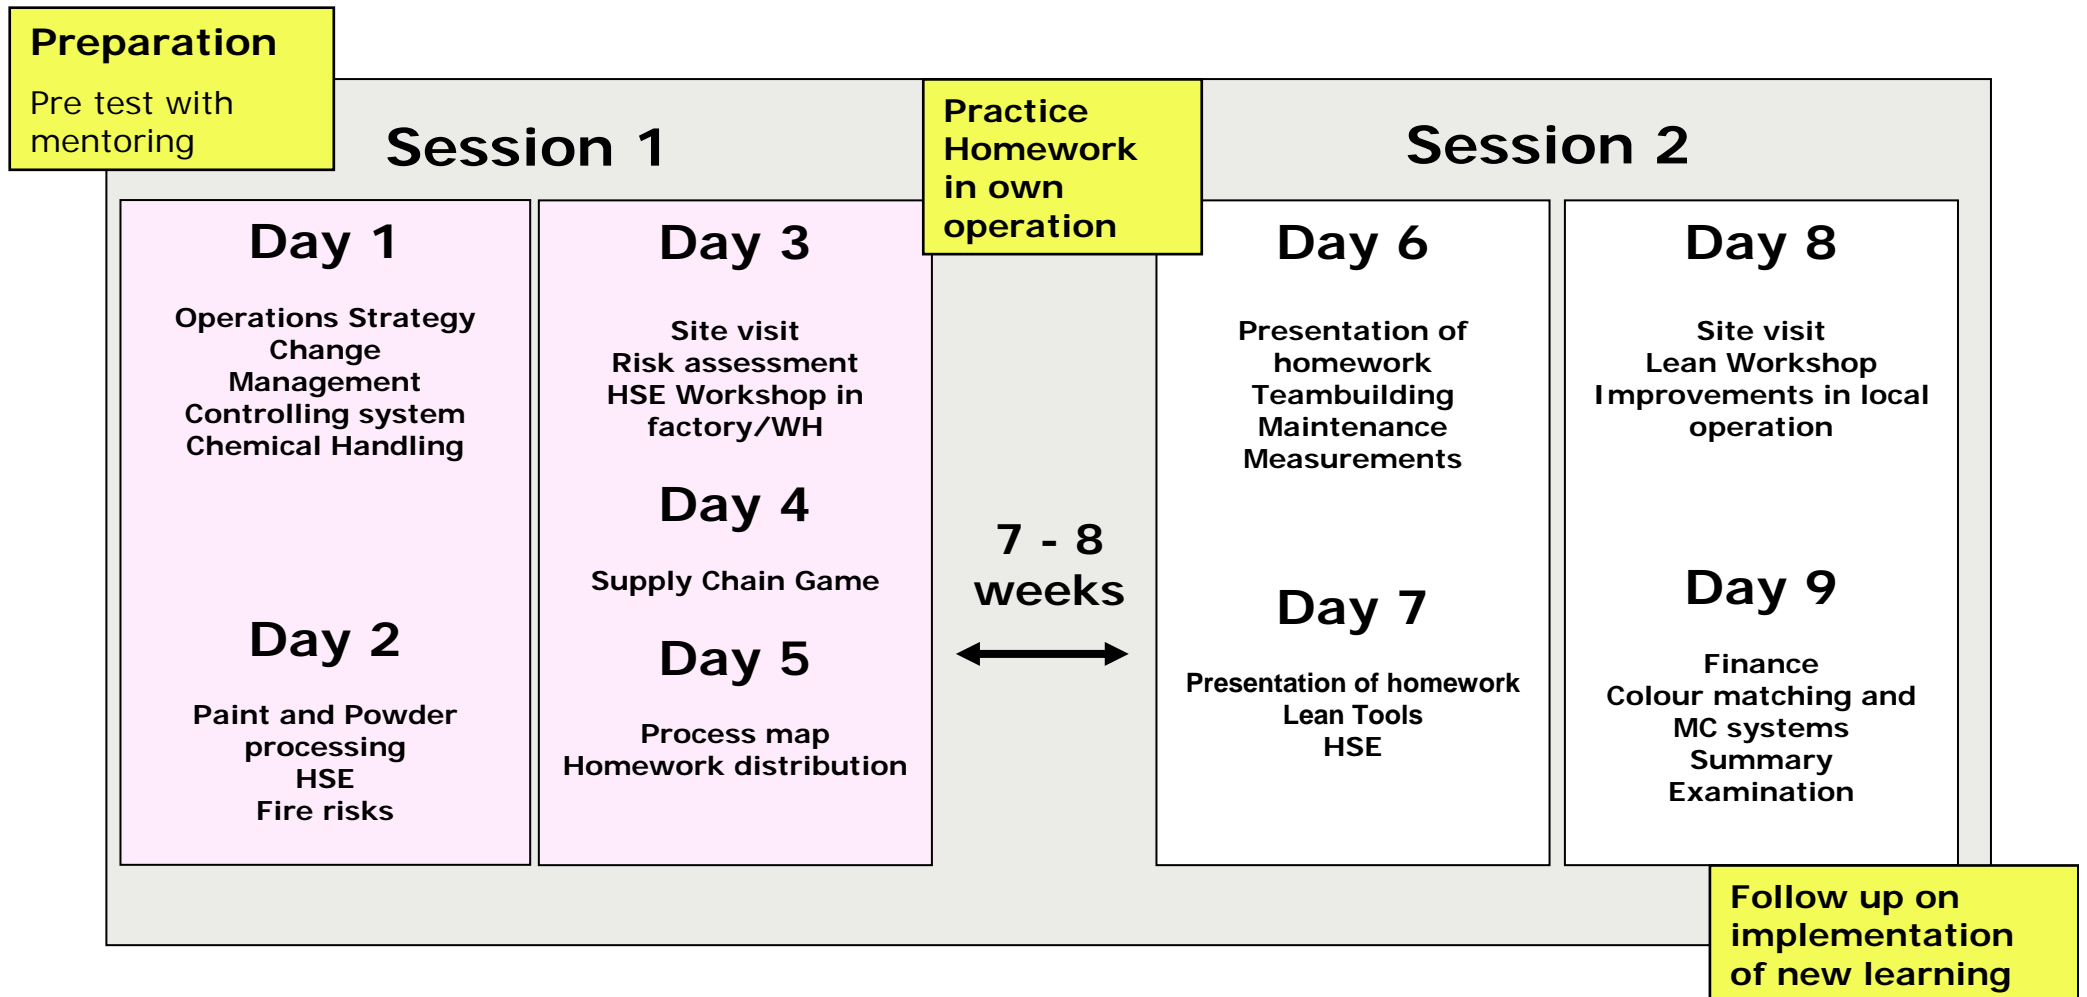 Preparation
Pre test with
mentoring
Session 1
Day 1
Operations Strategy
Change
Management
Controlling system
Chemical Handling
Day 2
Paint and Powder
processing
HSE
Fire risks
Day 3
Site visit
Risk assessment
HSE Workshop in
factory/WH
Day 4
Supply Chain Game
Day 5
Process map
Homework distribution
Practice
Homework
in own
operation
7 - 8
weeks
Session 2
Day 6
Presentation of
homework
Teambuilding
Maintenance
Measurements
Day 7
Presentation of homework
Lean Tools
HSE
Day 8
Site visit
Lean Workshop
Improvements in local
operation
Day 9
Finance
Colour matching and
MC systems
Summary
Examination
Follow up on
implementation
of new learning